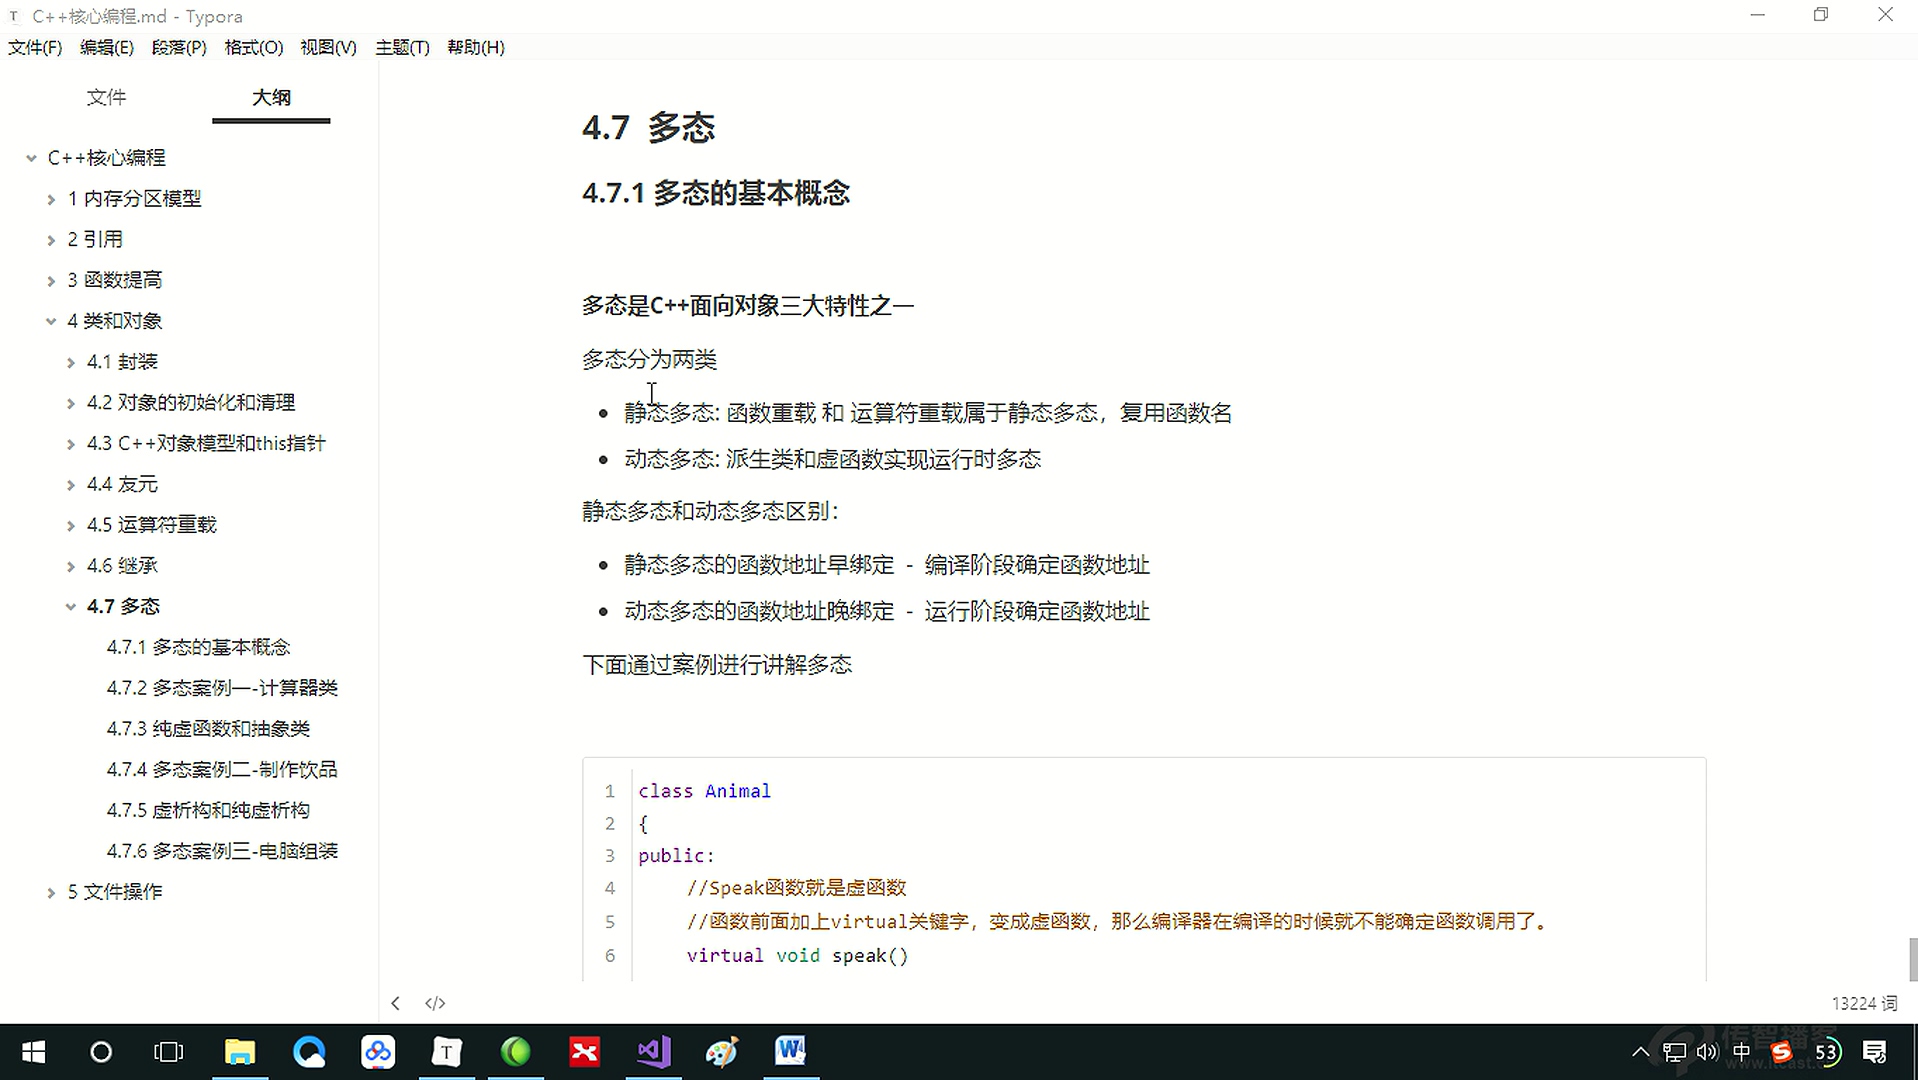 C++核心编程.md - Typora
文件(F) 编辑(E) 段落(P) 格式(O) 视图(V) 主题(T) 帮助(H)
文件 大纲
C++核心编程
1 内存分区模型
2 引用
3 函数提高
4 类和对象
4.1 封装
4.2 对象的初始化和清理
4.3 C++对象模型和this指针
4.4 友元
4.5 运算符重载
4.6 继承
4.7 多态
4.7.1 多态的基本概念
4.7.2 多态案例一-计算器类
4.7.3 纯虚函数和抽象类
4.7.4 多态案例二-制作饮品
4.7.5 虚析构和纯虚析构
4.7.6 多态案例三-电脑组装
5 文件操作
4.7 多态
4.7.1 多态的基本概念
多态是C++面向对象三大特性之一
多态分为两类
静态多态: 函数重载 和 运算符重载属于静态多态，复用函数名
动态多态: 派生类和虚函数实现运行时多态
静态多态和动态多态区别：
静态多态的函数地址早绑定 - 编译阶段确定函数地址
动态多态的函数地址晚绑定 - 运行阶段确定函数地址
下面通过案例进行讲解多态
1 class Animal
2 {
3 public:
4 //Speak函数就是虚函数
5 //函数前面加上virtual关键字，变成虚函数，那么编译器在编译的时候就不能确定函数调用了。
6 virtual void speak()
13224 词
中 53
传智播客